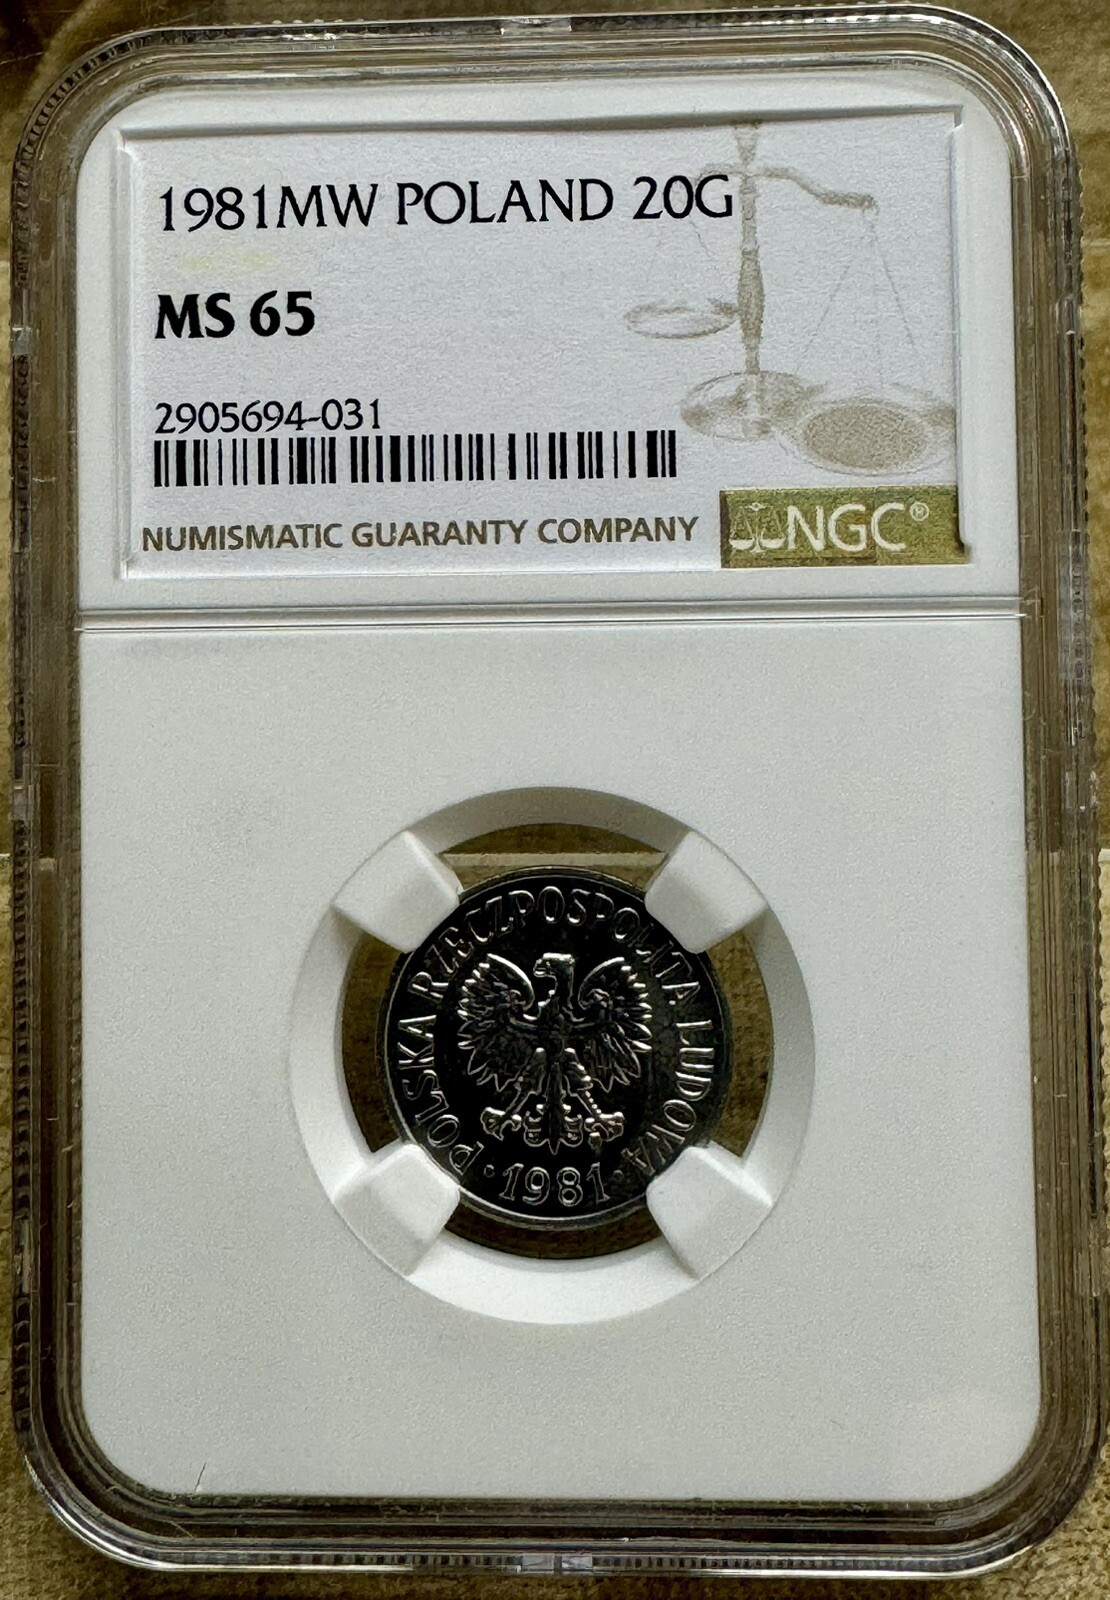 1981MW POLAND 20G
MS 65
2905694-031
NUMISMATIC GUARANTY COMPANY
NGC®
POLSKA RZECZPOSPOLITA LUDOWA
·1981·